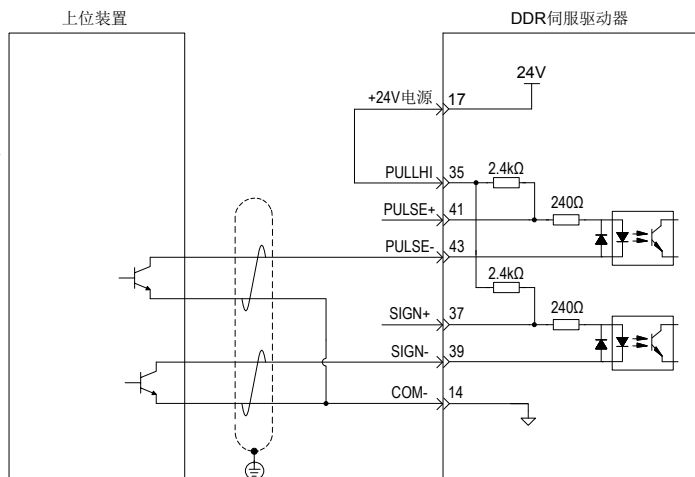 上位装置
DDR伺服驱动器
24V
+24V电源
17
2.4kΩ
PULLHI
35
240Ω
PULSE+
41
PULSE-
43
2.4kΩ
240Ω
SIGN+
37
SIGN-
39
COM-
14